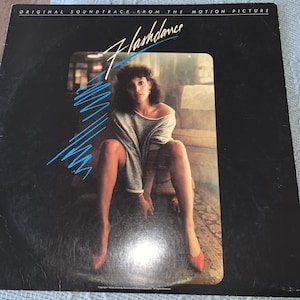 ORIGINAL SOUNDTRACK FROM THE MOTION PICTURE
Flashdance